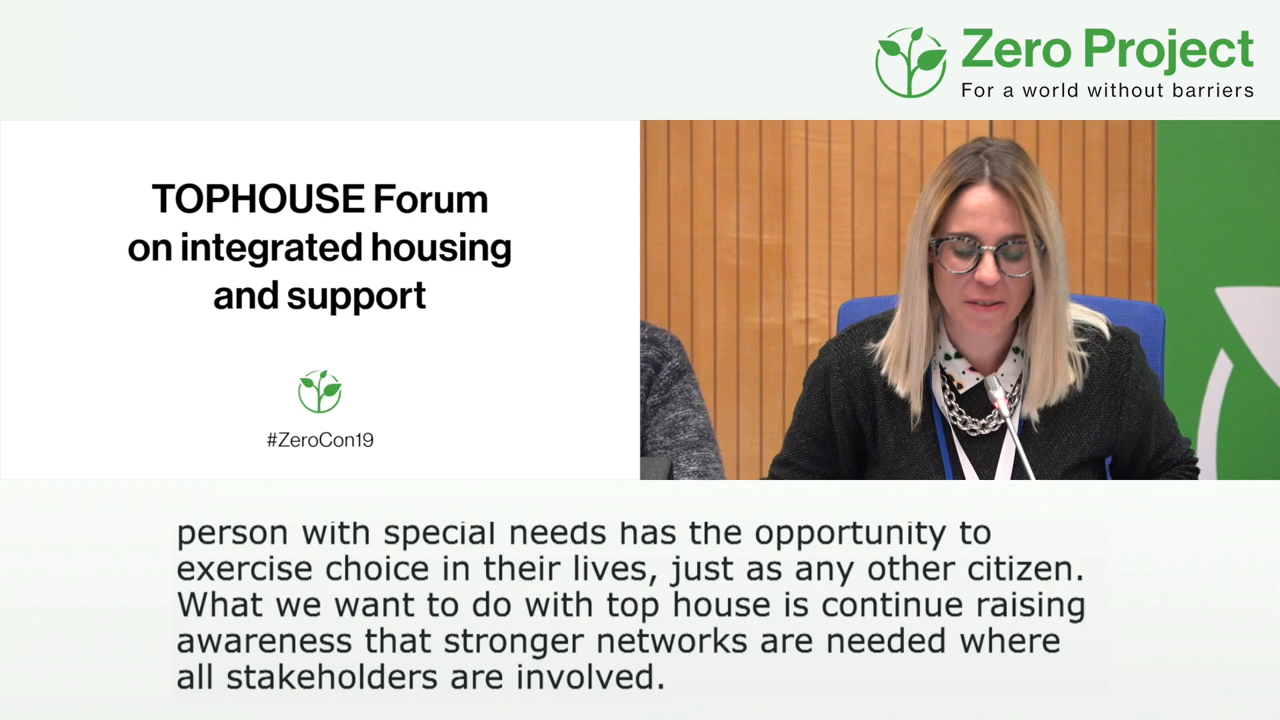 Zero Project
For a world without barriers
TOPHOUSE Forum
on integrated housing
and support
#ZeroCon19
person with special needs has the opportunity to
exercise choice in their lives, just as any other citizen.
What we want to do with top house is continue raising
awareness that stronger networks are needed where
all stakeholders are involved.